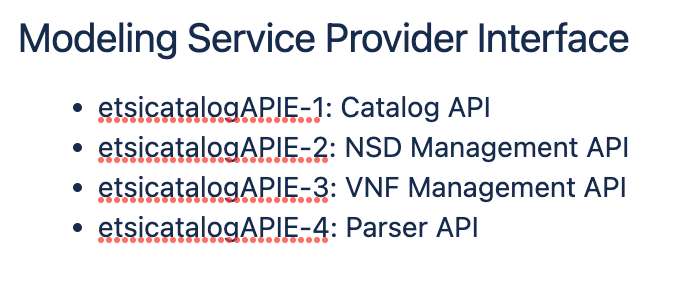 Modeling Service Provider Interface
• etsicatalogAPIE-1: Catalog API
• etsicatalogAPIE-2: NSD Management API
• etsicatalogAPIE-3: VNF Management API
• etsicatalogAPIE-4: Parser API